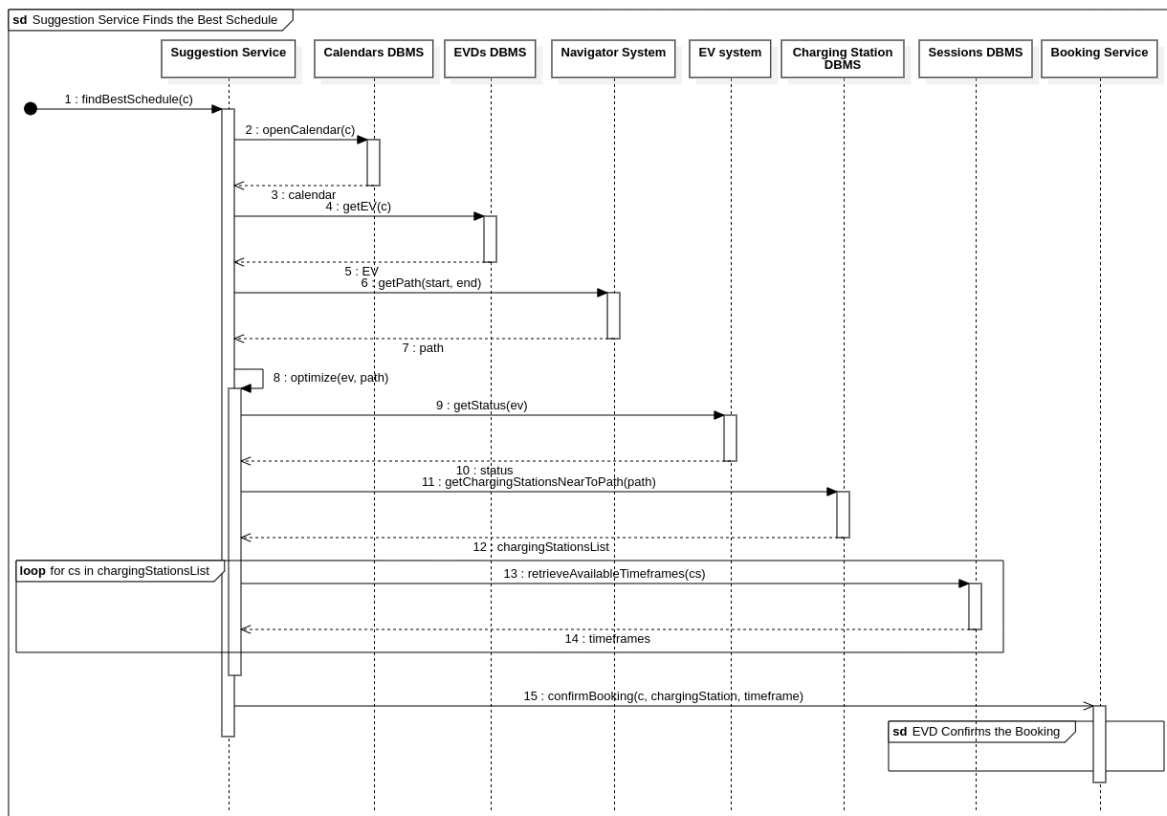 sd Suggestion Service Finds the Best Schedule
Suggestion Service
Calendars DBMS
EVDs DBMS
Navigator System
EV system
Charging Station
DBMS
Sessions DBMS
Booking Service
1 : findBestSchedule(c)
2 : openCalendar(c)
3 : calendar
4 : getEV(c)
5 : EV
6 : getPath(start, end)
7 : path
8 : optimize(ev, path)
9 : getStatus(ev)
10 : status
11 : getChargingStationsNearToPath(path)
12 : chargingStationsList
loop for cs in chargingStationsList
13 : retrieveAvailableTimeframes(cs)
14 : timeframes
15 : confirmBooking(c, chargingStation, timeframe)
sd EVD Confirms the Booking